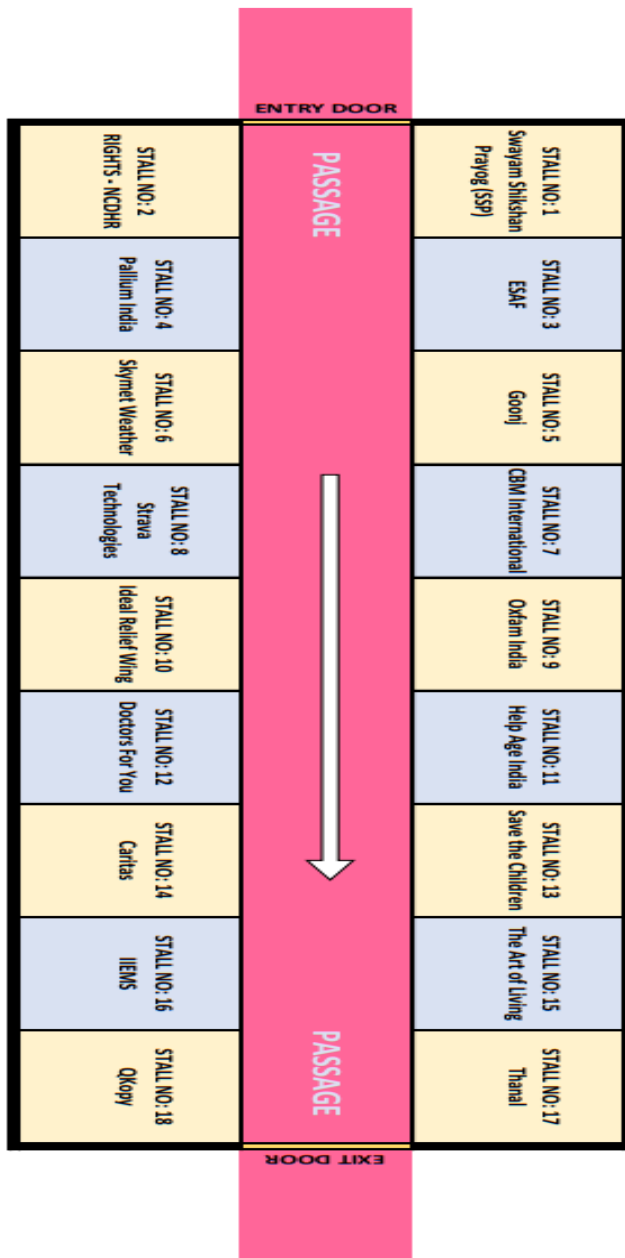 ENTRY DOOR
PASSAGE
STALL NO: 1
Swayam Shikshan
Prayog (SSP)
STALL NO: 2
RIGHTS - NCDHR
STALL NO: 3
ESAF
STALL NO: 4
Pallium India
STALL NO: 5
Goonj
STALL NO: 6
Skymet Weather
STALL NO: 7
CBM International
STALL NO: 8
Strava
Technologies
STALL NO: 9
Oxfam India
STALL NO: 10
Ideal Relief Wing
STALL NO: 11
Help Age India
STALL NO: 12
Doctors For You
STALL NO: 13
Save the Children
STALL NO: 14
Caritas
STALL NO: 15
The Art of Living
STALL NO: 16
IIEMS
STALL NO: 17
Thanal
STALL NO: 18
QKopy
PASSAGE
EXIT DOOR